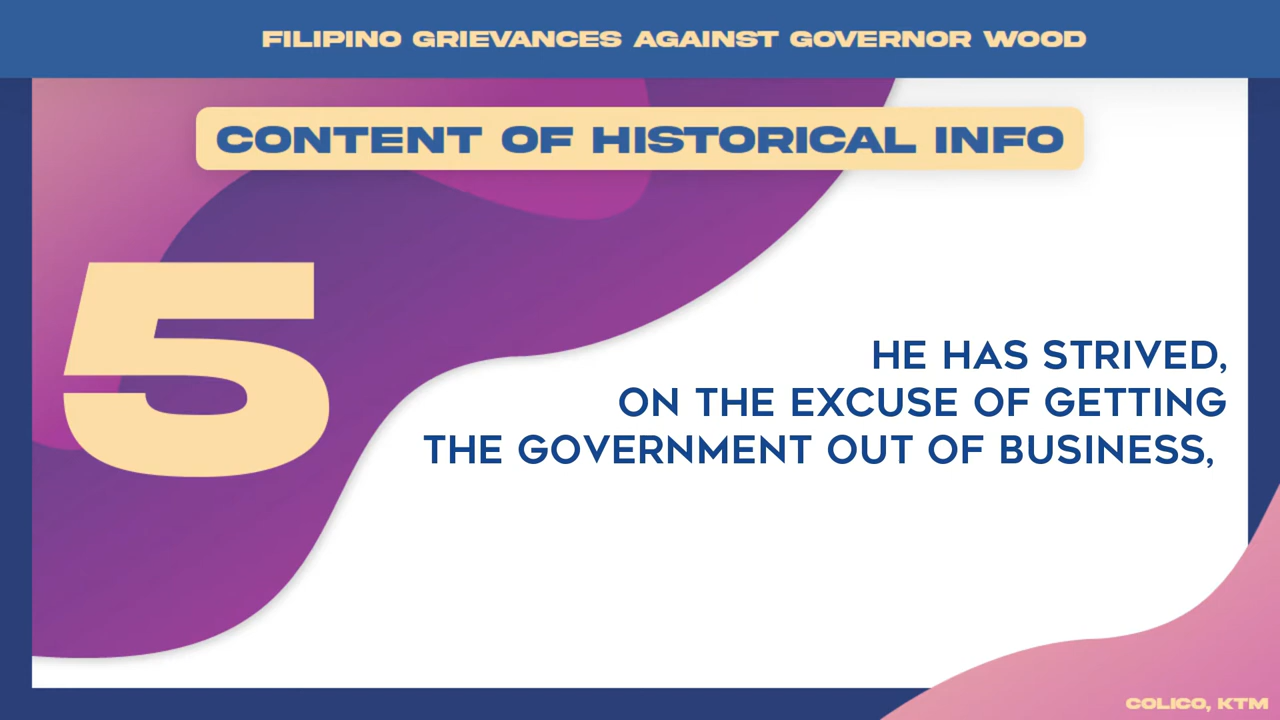 FILIPINO GRIEVANCES AGAINST GOVERNOR WOOD
CONTENT OF HISTORICAL INFO
5
HE HAS STRIVED,
ON THE EXCUSE OF GETTING
THE GOVERNMENT OUT OF BUSINESS,
COLICO, KTM